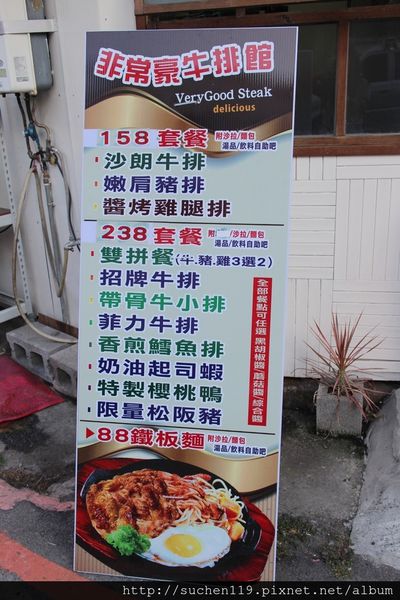 非常豪牛排館
VeryGood Steak
delicious
158 套餐 附沙拉/麵包
湯品/飲料自助吧
沙朗牛排
嫩肩豬排
醬烤雞腿排
238 套餐 附 /沙拉/麵包
湯品/飲料自助吧
雙拼餐(牛.豬.雞3選2)
招牌牛排
帶骨牛小排
菲力牛排
香煎鱈魚排
奶油起司蝦
特製櫻桃鴨
限量松阪豬
全部餐點可任選 黑胡椒醬 蘑菇醬 綜合醬
▶88鐵板麵 附沙拉/麵包
湯品/飲料自助吧
http://suchen119.pixnet.net/album